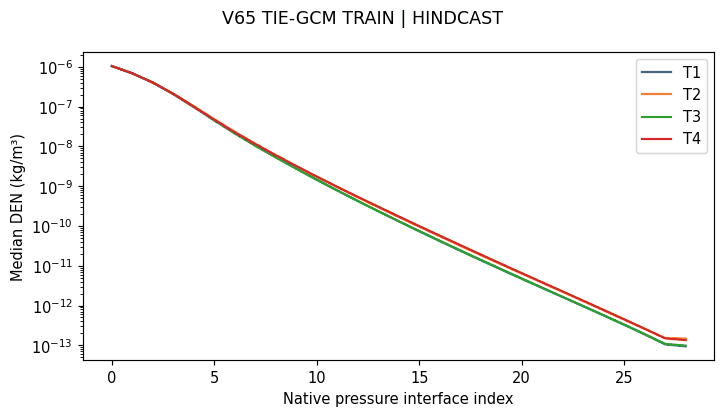 V65 TIE-GCM TRAIN | HINDCAST
Median DEN (kg/m³)
10⁻⁶
10⁻⁷
10⁻⁸
10⁻⁹
10⁻¹⁰
10⁻¹¹
10⁻¹²
10⁻¹³
T1
T2
T3
T4
0 5 10 15 20 25
Native pressure interface index